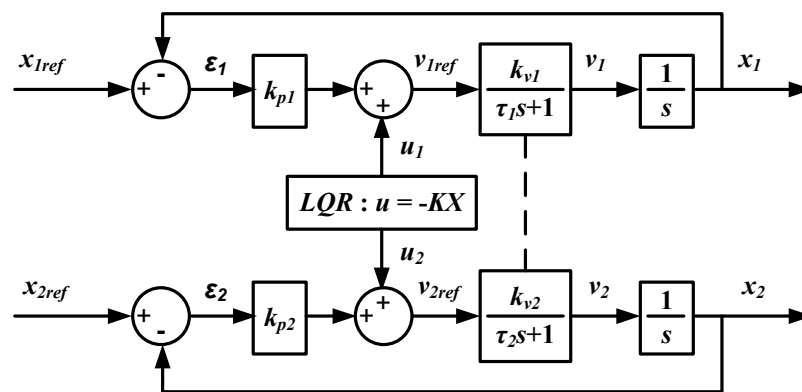 x1ref + - ε1 kp1 + + v1ref kv1 v1 1 x1
τ1s+1 s
u1
LQR : u = -KX
u2
x2ref + - ε2 kp2 + + v2ref kv2 v2 1 x2
τ2s+1 s